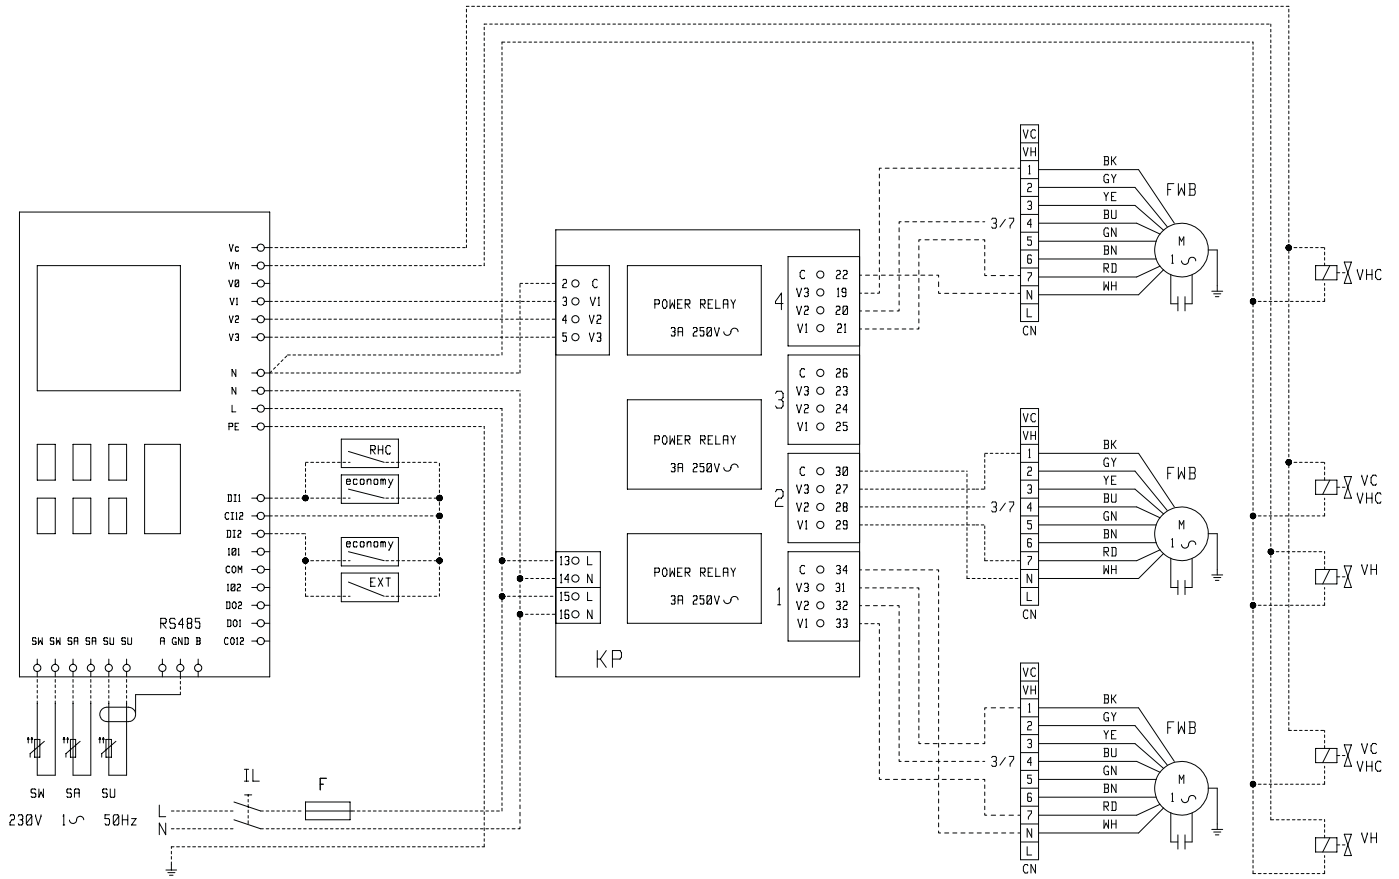 Vc
Vh
V0
V1
V2
V3
N
N
L
PE
DI1
CI12
DI2
IO1
COM
IO2
DO2
DO1
CO12
RS485
SW SW SA SA SU SU A GND B
SW SA SU
230V 1 50Hz
L
N
IL
F
RHC
economy
economy
EXT
2 C
3 V1
4 V2
5 V3
13 L
14 N
15 L
16 N
KP
POWER RELAY
3A 250V
POWER RELAY
3A 250V
POWER RELAY
3A 250V
4
C 22
V3 19
V2 20
V1 21
3
C 26
V3 23
V2 24
V1 25
2
C 30
V3 27
V2 28
V1 29
1
C 34
V3 31
V2 32
V1 33
VC
VH
1 BK
2 GY
3 YE
3/7 4 BU
5 GN
6 BN
7 RD
N WH
L
CN
FWB
M
1
VC
VH
1 BK
2 GY
3 YE
3/7 4 BU
5 GN
6 BN
7 RD
N WH
L
CN
FWB
M
1
VC
VH
1 BK
2 GY
3 YE
3/7 4 BU
5 GN
6 BN
7 RD
N WH
L
CN
FWB
M
1
VHC
VC
VHC
VH
VC
VHC
VH